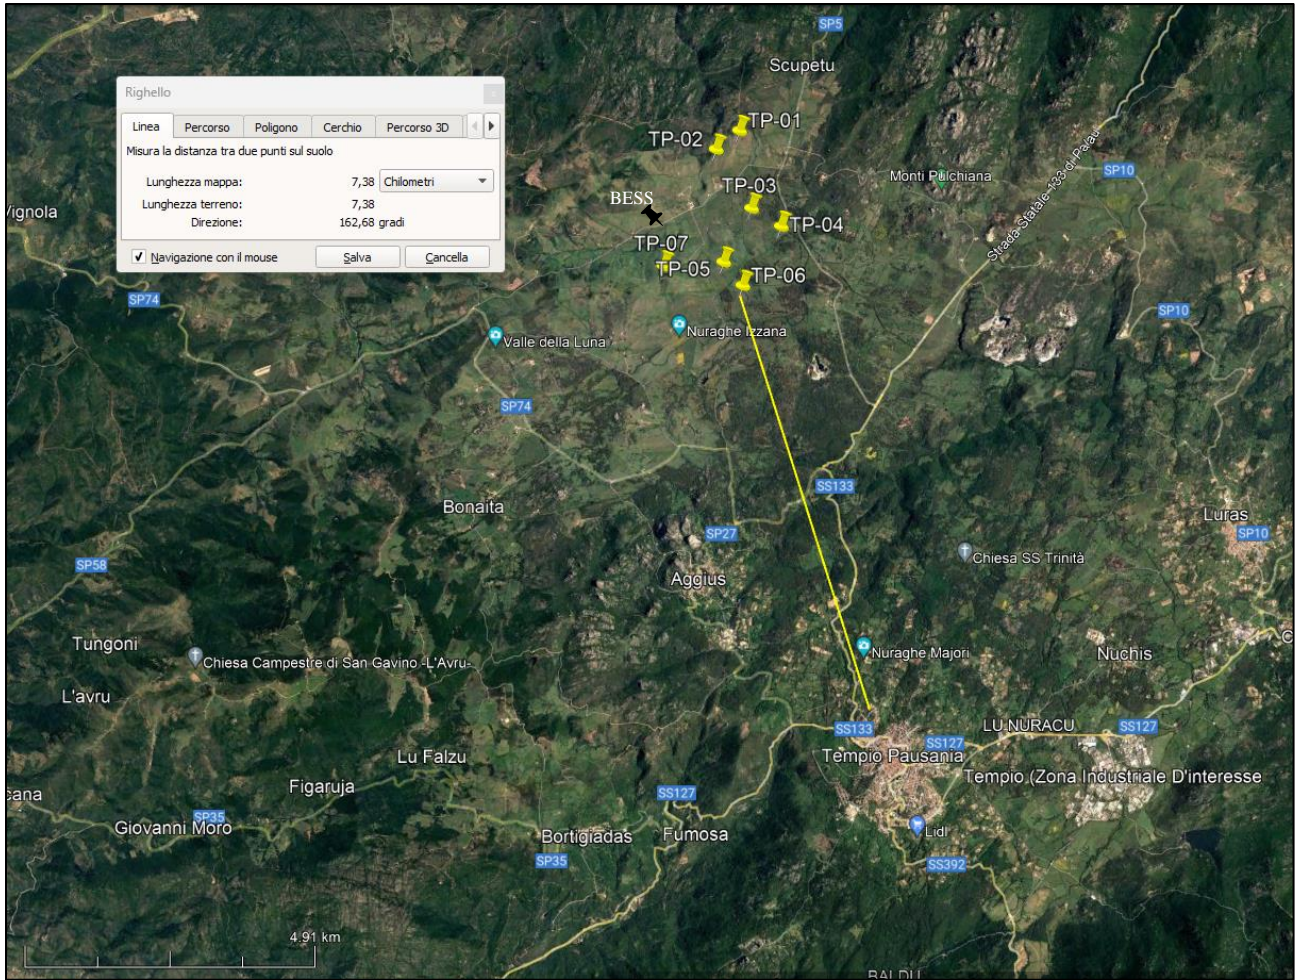 SP5
Scupetu
Righello
Linea Percorso Poligono Cerchio Percorso 3D
Misura la distanza tra due punti sul suolo
Lunghezza mappa: 7,38 Chilometri
Lunghezza terreno: 7,38
Direzione: 162,68 gradi
Navigazione con il mouse Salva Cancella
TP-01
TP-02
Strada Statale 133 di Palau
SP10
Monti Pulchiana
TP-03
BESS
Vignola
TP-04
TP-07
TP-05
TP-06
SP74
SP10
Nuraghe Izzana
Valle della Luna
SP74
SS133
Bonaita
Luras
SP27
SP10
Chiesa SS Trinità
SP58
Aggius
Tungoni
Chiesa Campestre di San Gavino -L'Avru-
Nuraghe Majori
Nuchis
L'avru
LU NURACU
SS127
SS133
SS127
Tempio Pausania
Lu Falzu
Tempio (Zona Industriale D'interesse
Figaruja
SS127
cana
SP35
Giovanni Moro
Bortigiadas
Fumosa
Lidl
SP35
SS392
4.91 km
BALDU